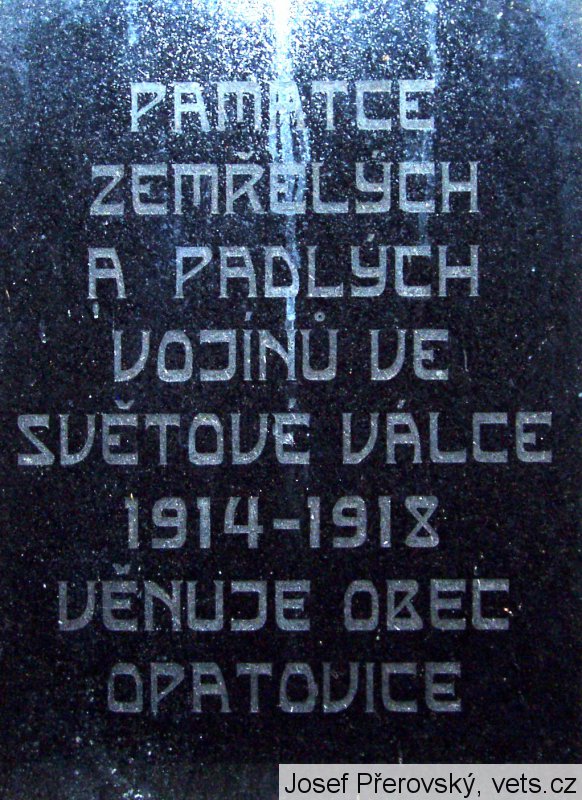 PAMÁTCE
ZEMŘELÝCH
A PADLÝCH
VOJÍNŮ VE
SVĚTOVÉ VÁLCE
1914-1918
VĚNUJE OBEC
OPATOVICE
Josef Přerovský, vets.cz